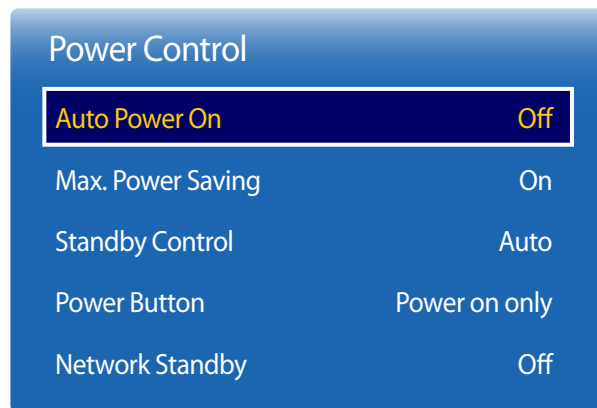 Power Control
Auto Power On Off
Max. Power Saving On
Standby Control Auto
Power Button Power on only
Network Standby Off